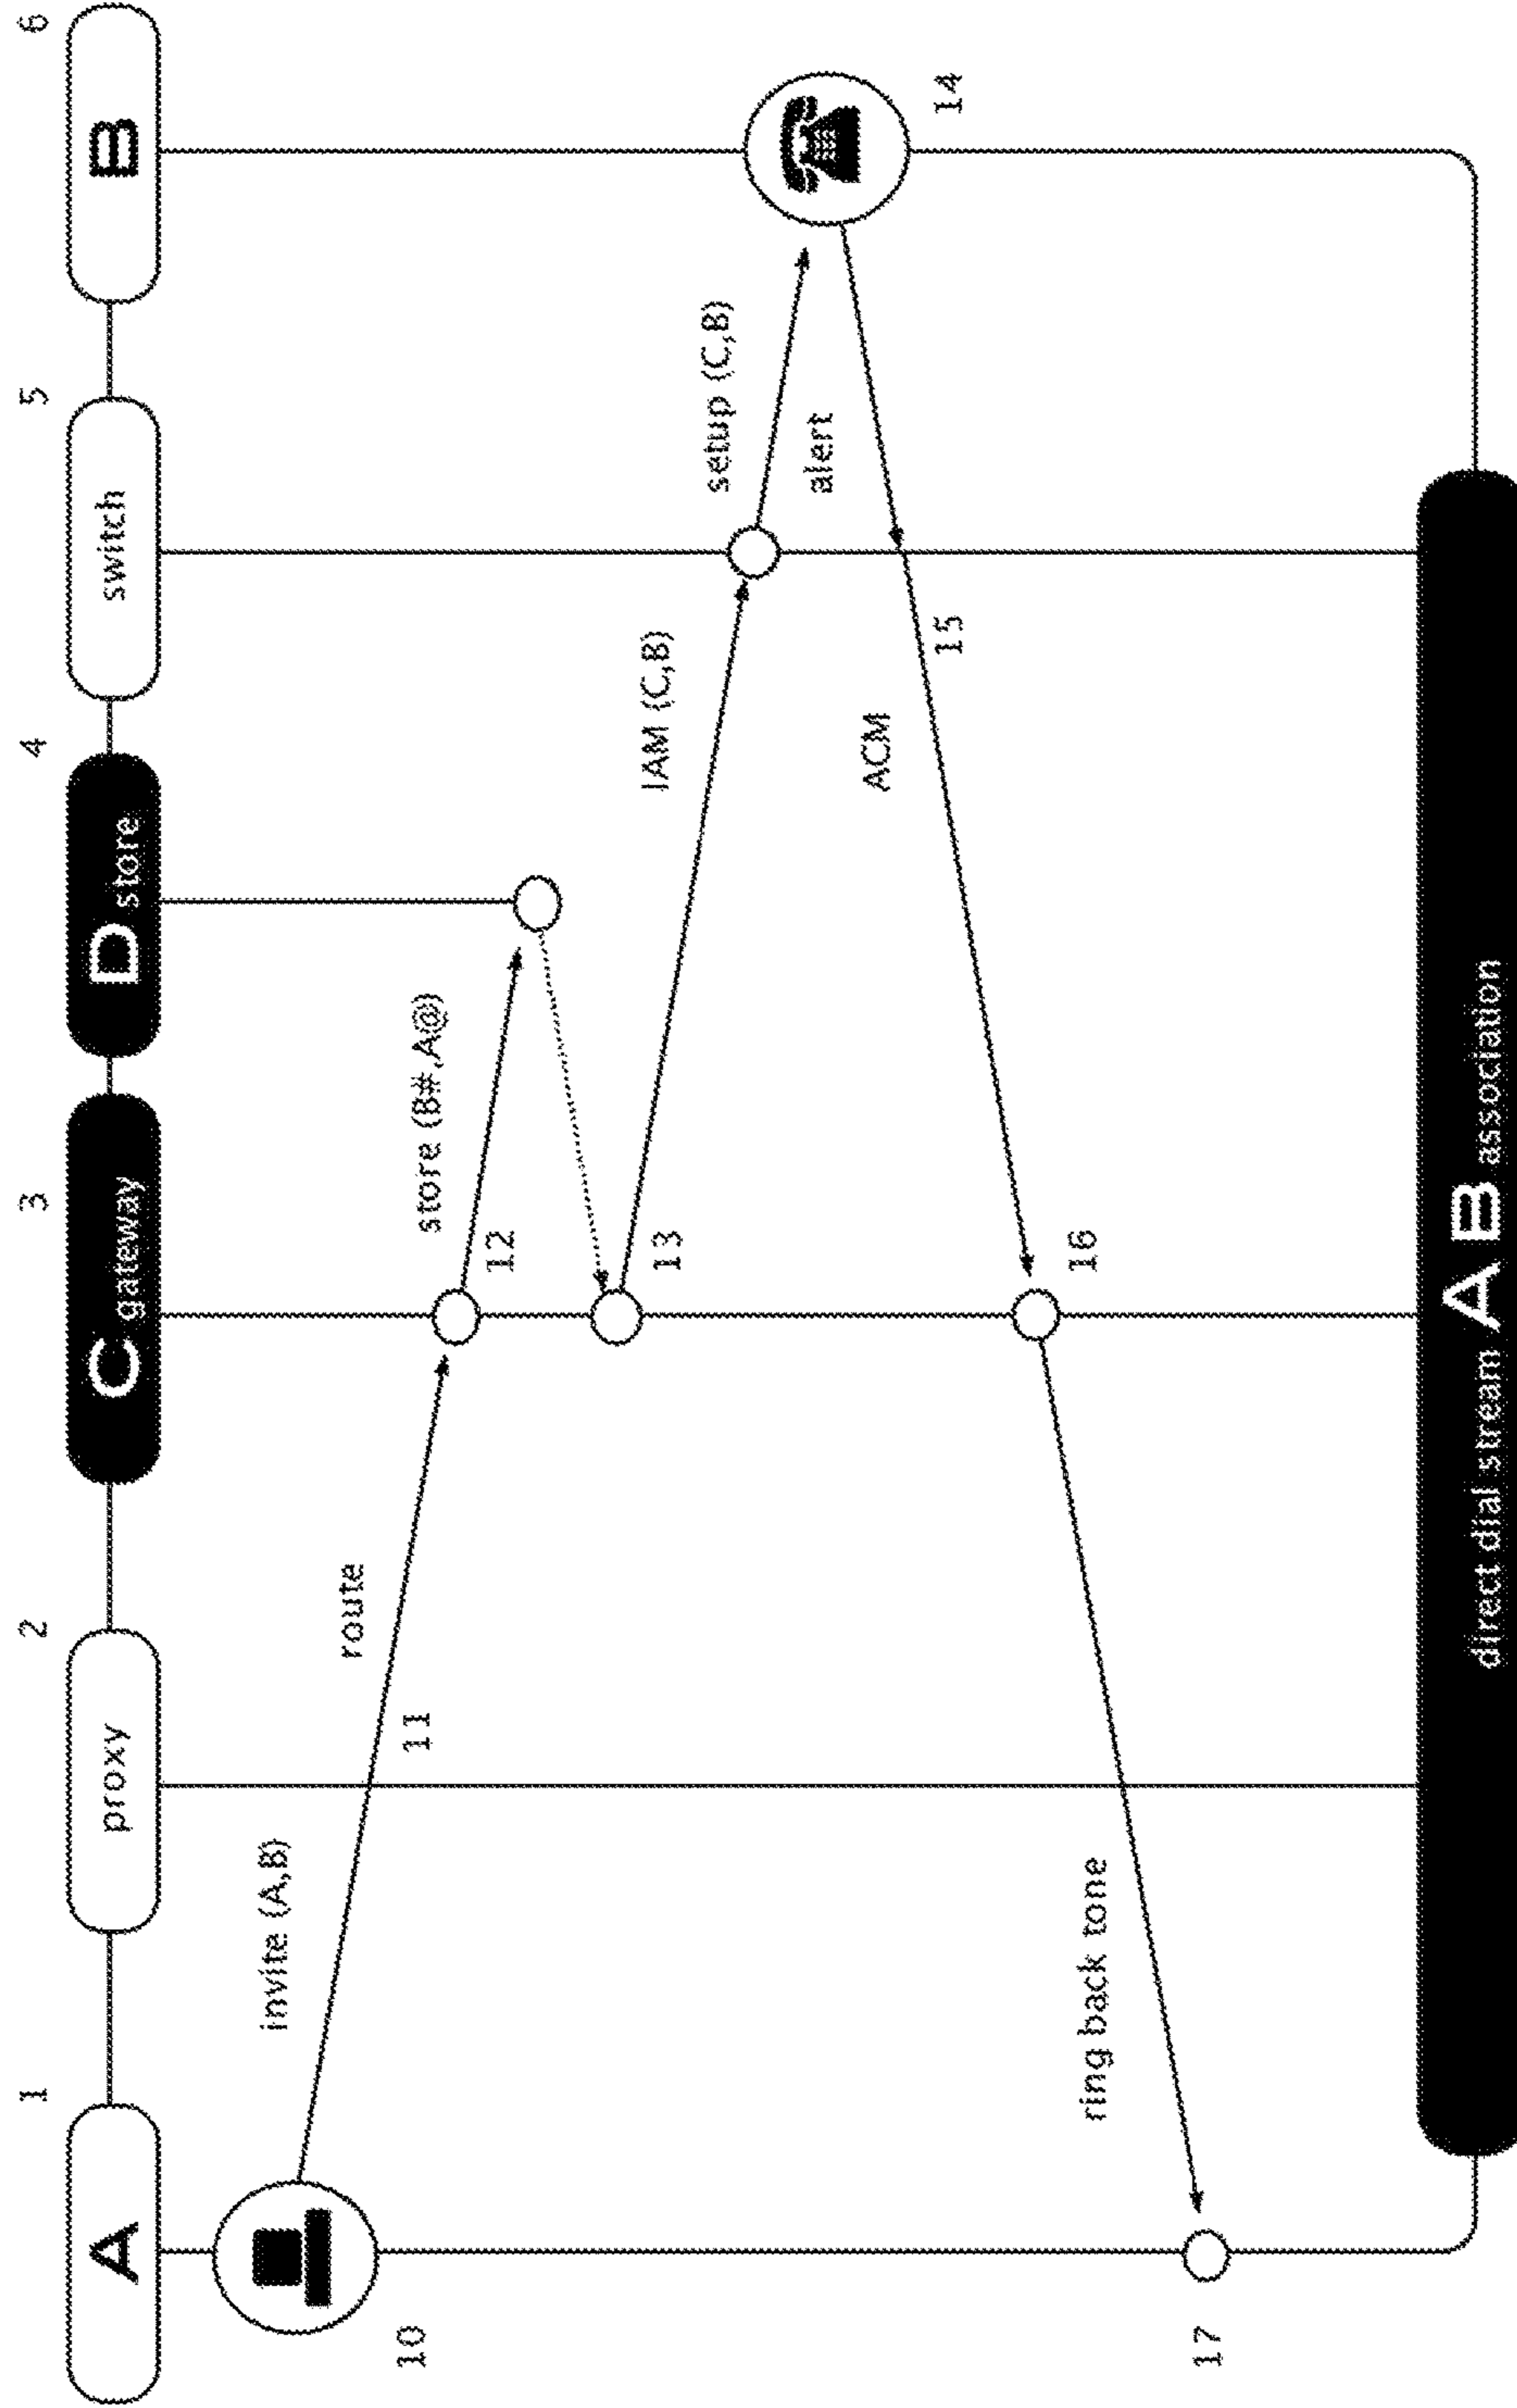 1
2
3
4
5
6
A
proxy
C gateway
D store
switch
B
invite (A,B)
10
route
11
store (B#,A@)
12
IAM (C,B)
13
setup (C,B)
alert
14
ACM
15
16
ring back tone
17
direct dial stream A B association